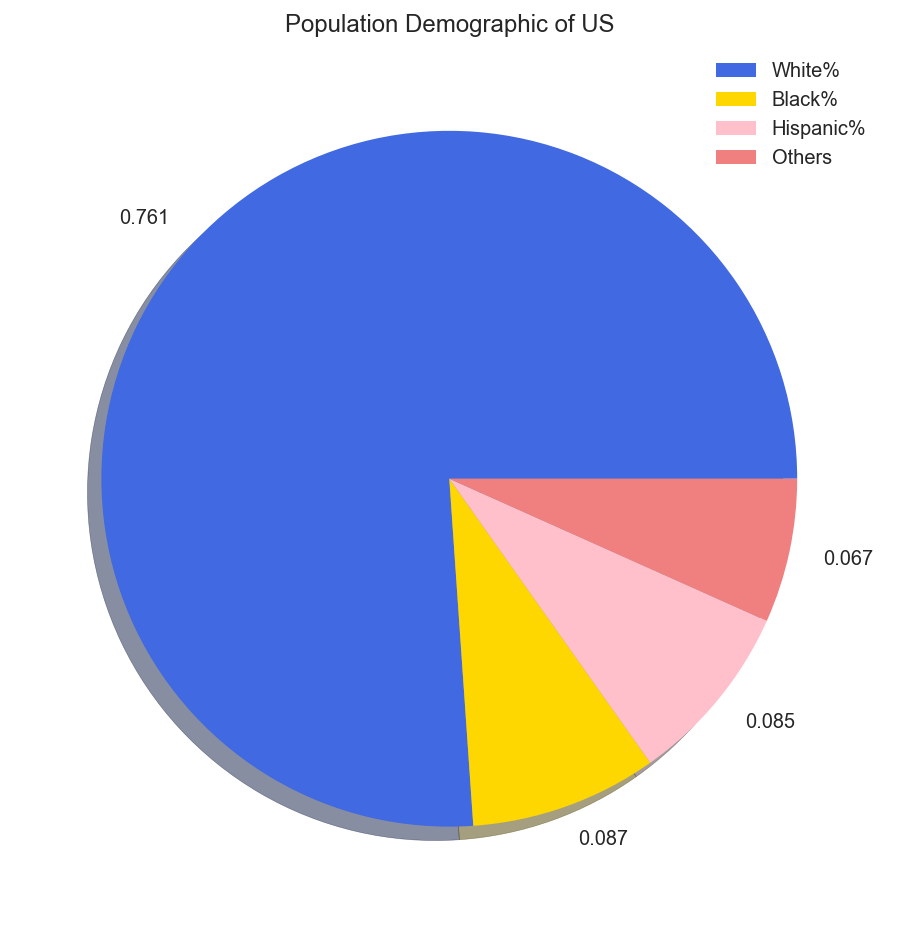 Population Demographic of US
White%
Black%
Hispanic%
Others
0.761
0.067
0.085
0.087